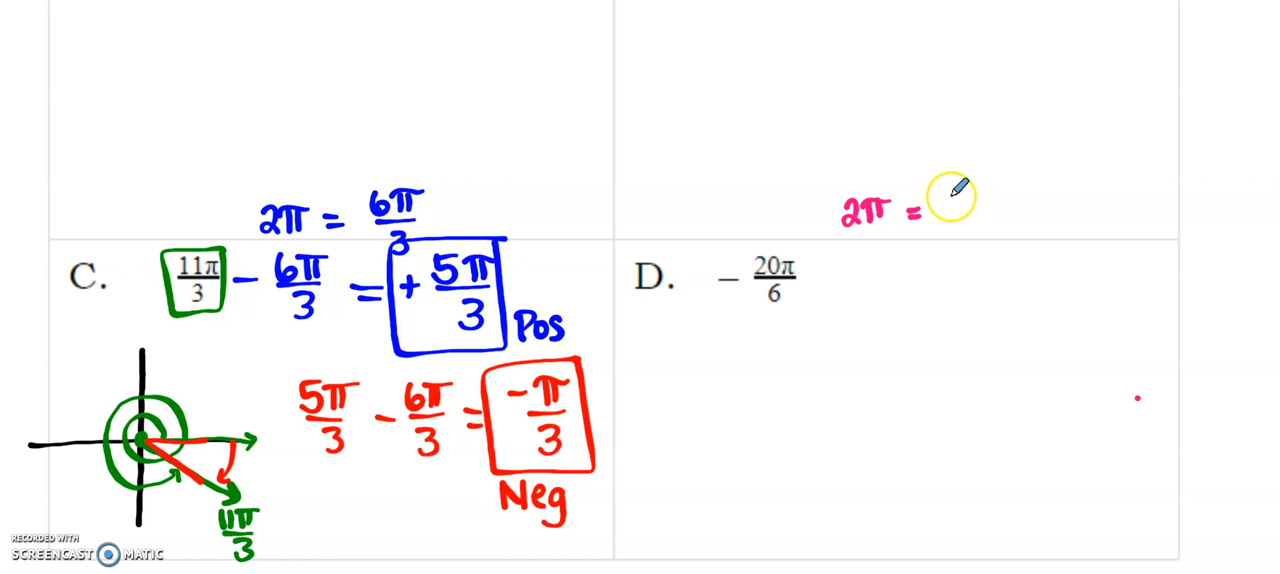 2π = 6π/3
C. 11π/3 - 6π/3 = + 5π/3 Pos
5π/3 - 6π/3 = -π/3
Neg
11π/3
2π =
D. - 20π/6
RECORDED WITH
SCREENCAST MATIC